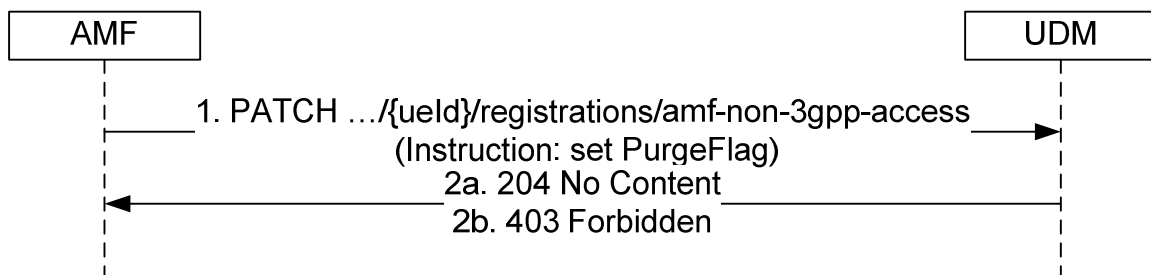 AMF
UDM
1. PATCH …/{ueId}/registrations/amf-non-3gpp-access
(Instruction: set PurgeFlag)
2a. 204 No Content
2b. 403 Forbidden